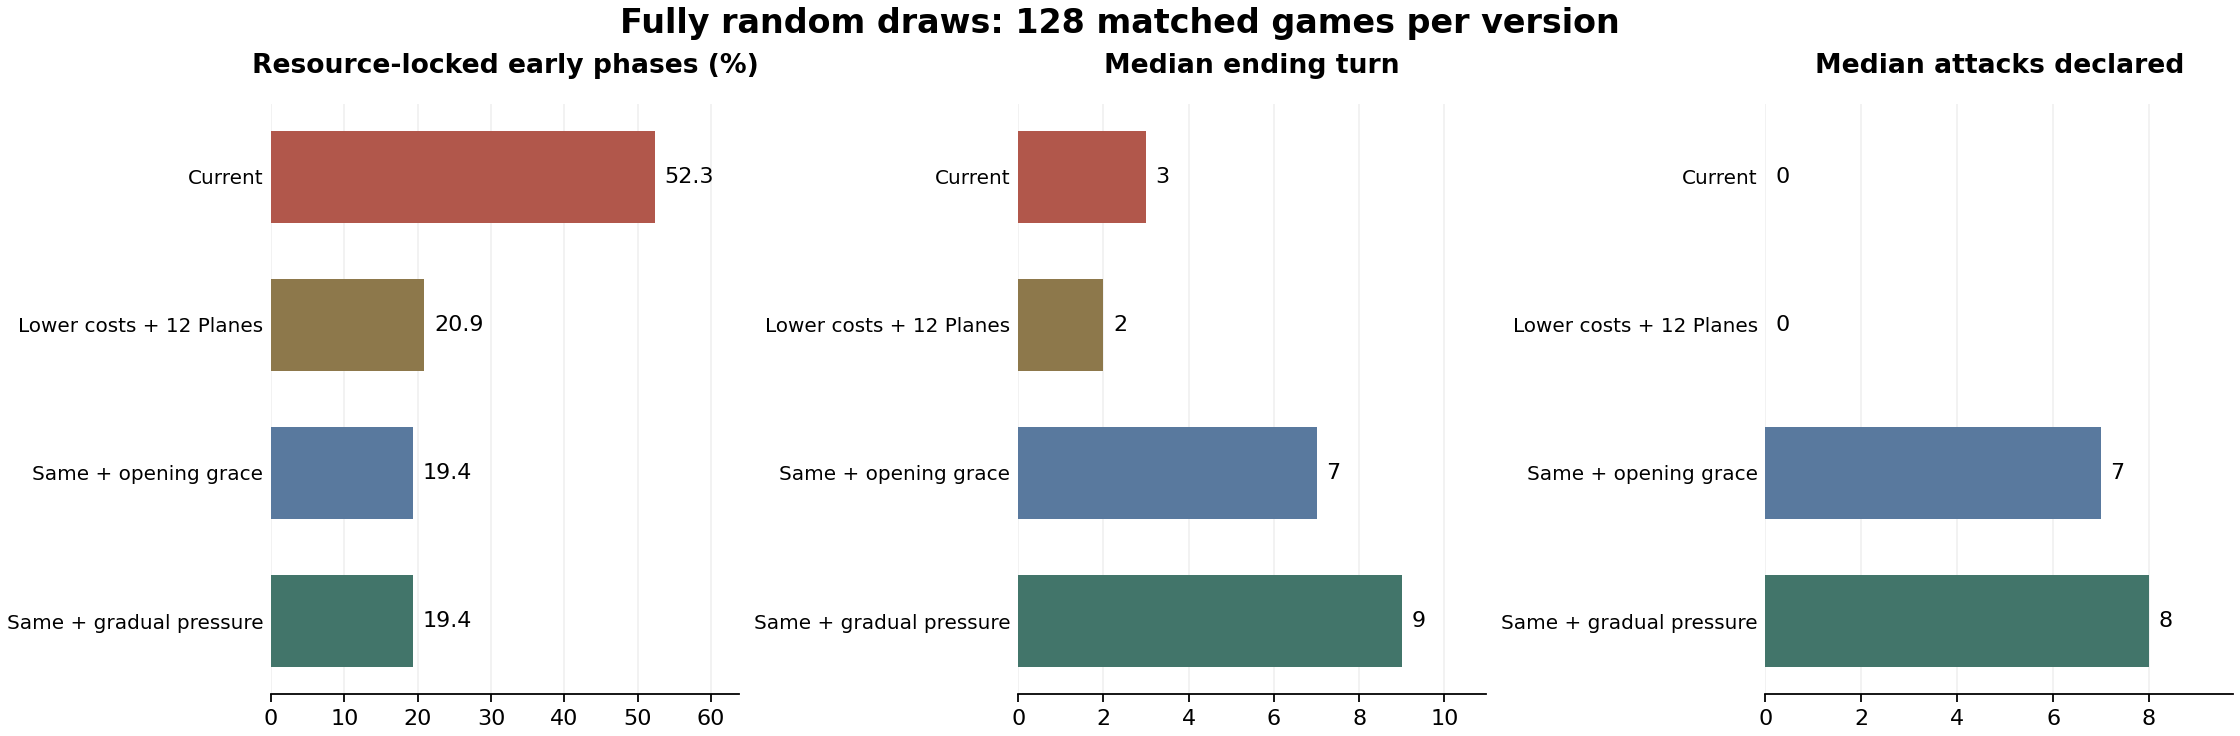 Fully random draws: 128 matched games per version
Resource-locked early phases (%)
Current
52.3
Lower costs + 12 Planes
20.9
Same + opening grace
19.4
Same + gradual pressure
19.4
0 10 20 30 40 50 60
Median ending turn
Current
3
Lower costs + 12 Planes
2
Same + opening grace
7
Same + gradual pressure
9
0 2 4 6 8 10
Median attacks declared
Current
0
Lower costs + 12 Planes
0
Same + opening grace
7
Same + gradual pressure
8
0 2 4 6 8